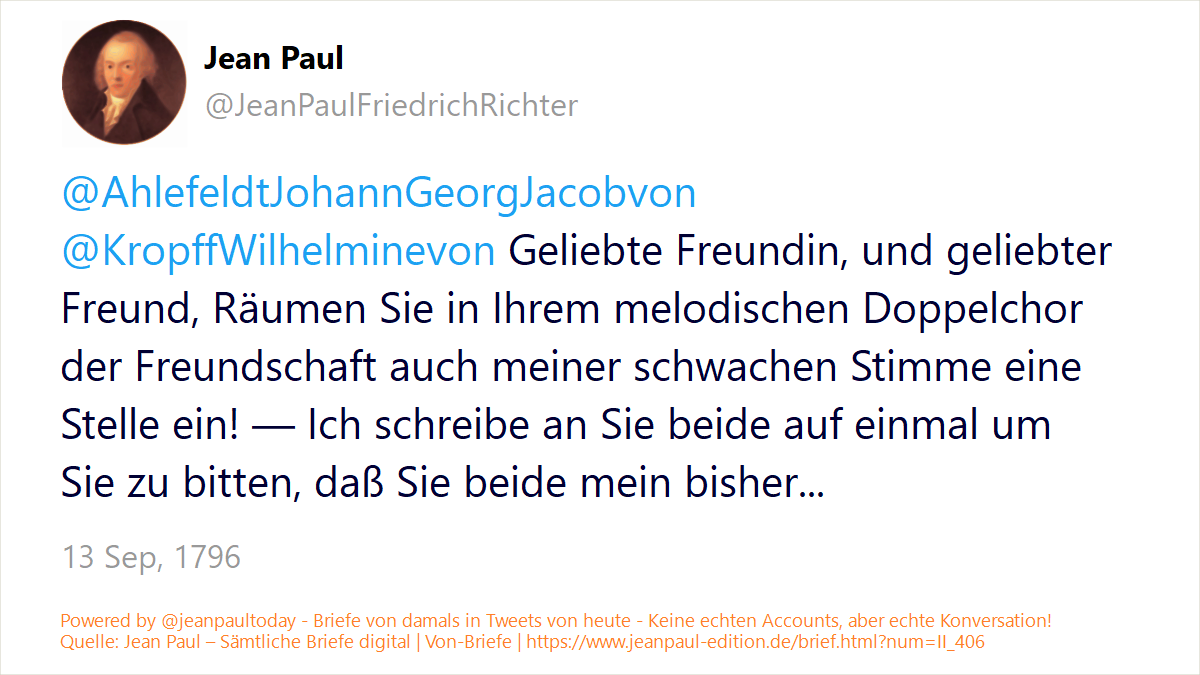 Jean Paul
@JeanPaulFriedrichRichter
@AhlefeldtJohannGeorgJacobvon
@KropffWilhelminevon Geliebte Freundin, und geliebter
Freund, Räumen Sie in Ihrem melodischen Doppelchor
der Freundschaft auch meiner schwachen Stimme eine
Stelle ein! — Ich schreibe an Sie beide auf einmal um
Sie zu bitten, daß Sie beide mein bisher...
13 Sep, 1796
Powered by @jeanpaultoday - Briefe von damals in Tweets von heute - Keine echten Accounts, aber echte Konversation!
Quelle: Jean Paul – Sämtliche Briefe digital | Von-Briefe | https://www.jeanpaul-edition.de/brief.html?num=II_406